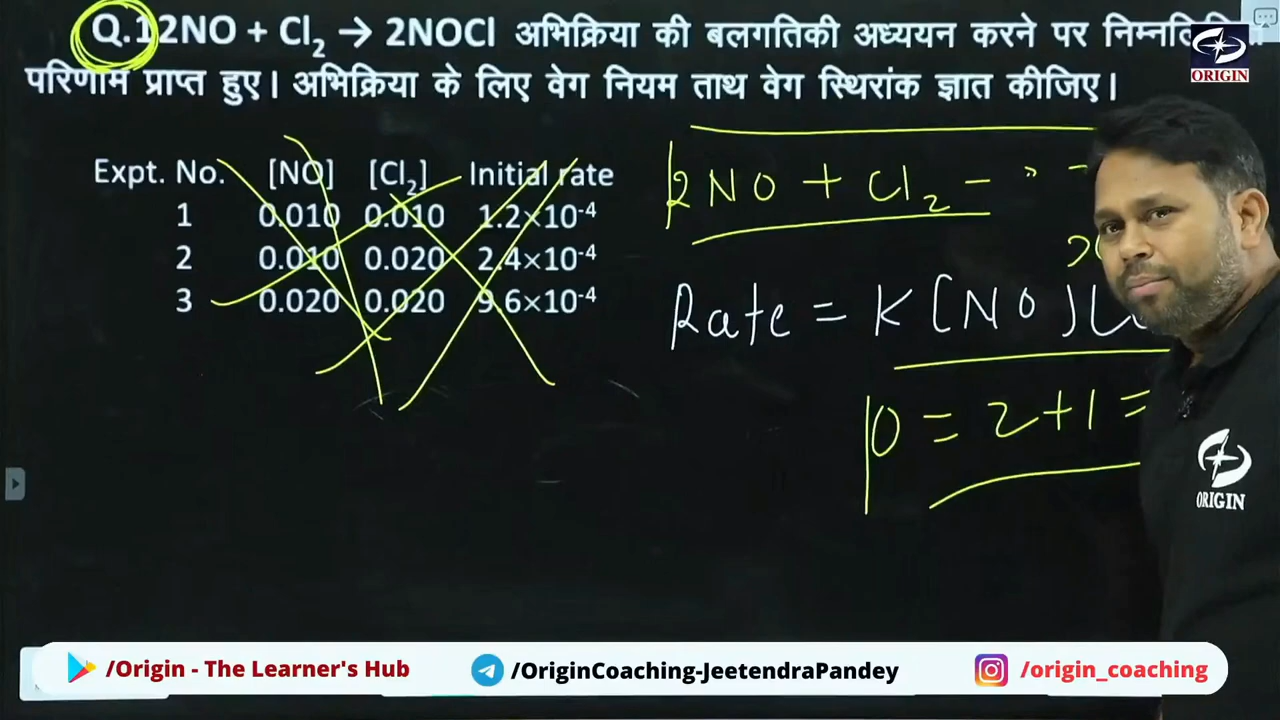 Q.1 2NO + Cl₂ → 2NOCl अभिक्रिया की बलगतिकी अध्ययन करने पर
परिणाम प्राप्त हुए। अभिक्रिया के लिए वेग नियम ताथ वेग स्थिरांक ज्ञात कीजिए।
ORIGIN
Expt. No. [NO] [Cl₂] Initial rate
1 0.010 0.010 1.2×10⁻⁴
2 0.010 0.020 2.4×10⁻⁴
3 0.020 0.020 9.6×10⁻⁴
2NO + Cl₂ -
Rate = K[NO]
0 = 2+1 =
ORIGIN
/Origin - The Learner's Hub
/OriginCoaching-JeetendraPandey
/origin_coaching